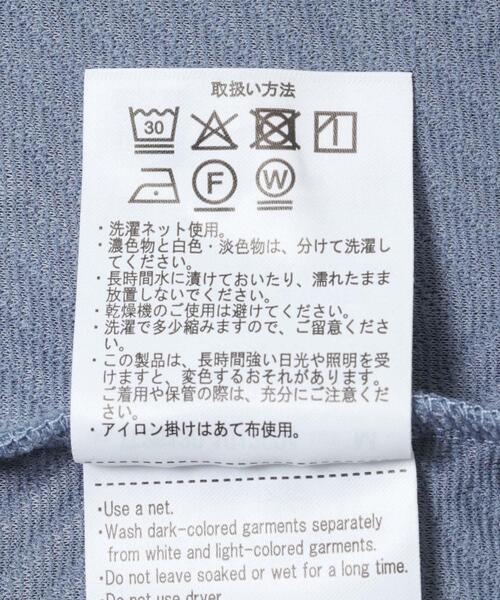 取扱い方法
30
F W
・洗濯ネット使用。
・濃色物と白色・淡色物は、分けて洗濯し
てください。
・長時間水に漬けておいたり、濡れたまま
放置しないでください。
・乾燥機のご使用は避けてください。
・洗濯で多少縮みますので、ご留意くださ
い。
・この製品は、長時間強い日光や照明を受
けますと、変色するおそれがあります。
ご着用や保管の際は、充分にご注意くだ
さい。
・アイロン掛けはあて布使用。
・Use a net.
・Wash dark-colored garments separately
from white and light-colored garments.
・Do not leave soaked or wet for a long time.
・Do not use dryer.